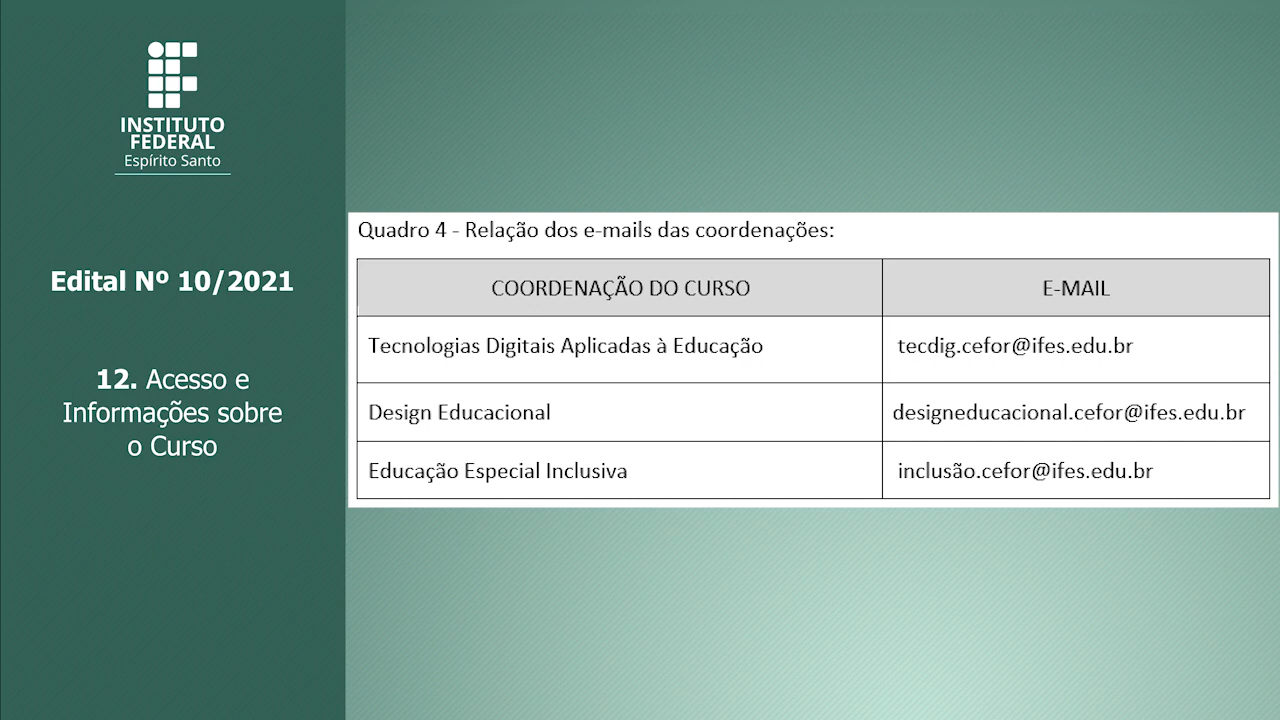 INSTITUTO
FEDERAL
Espírito Santo
Edital Nº 10/2021
12. Acesso e
Informações sobre
o Curso
Quadro 4 - Relação dos e-mails das coordenações:
COORDENAÇÃO DO CURSO E-MAIL
Tecnologias Digitais Aplicadas à Educação tecdig.cefor@ifes.edu.br
Design Educacional designeducacional.cefor@ifes.edu.br
Educação Especial Inclusiva inclusão.cefor@ifes.edu.br